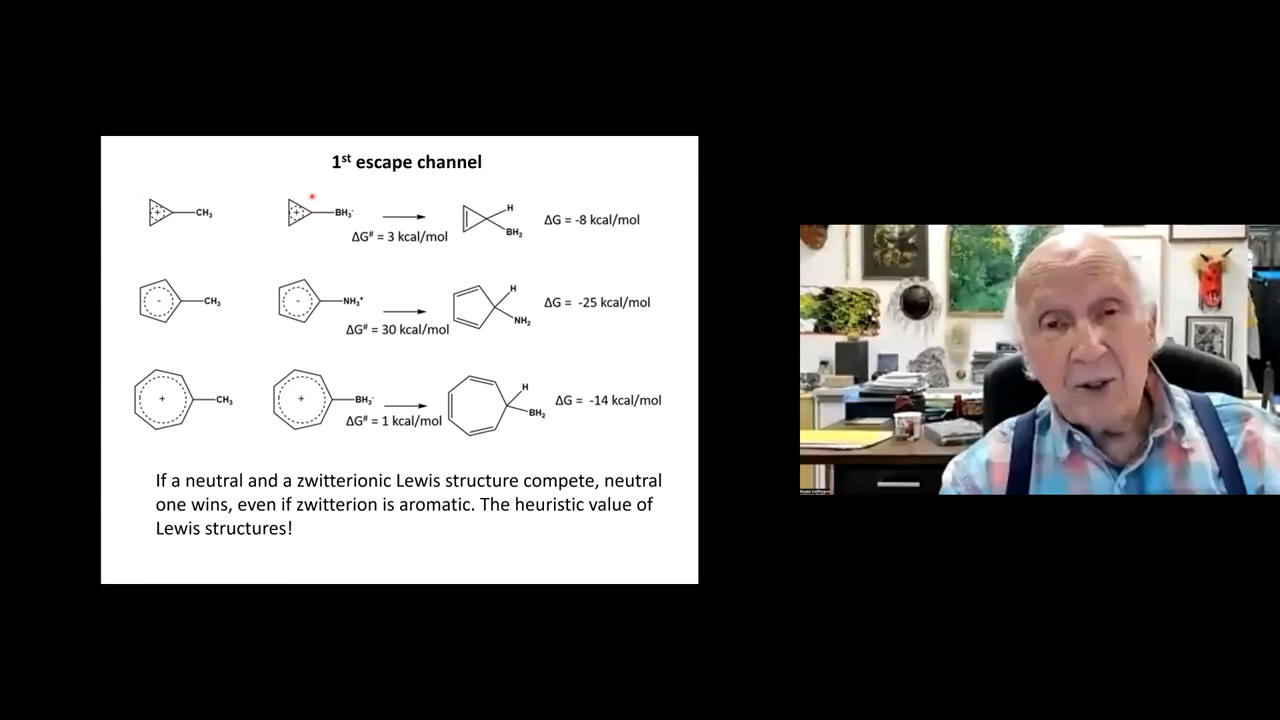 1st escape channel
CH3 BH3- H BH2 ΔG = -8 kcal/mol
+ +
ΔG# = 3 kcal/mol
CH3 NH3+ H NH2 ΔG = -25 kcal/mol
- -
ΔG# = 30 kcal/mol
CH3 BH3- H BH2 ΔG = -14 kcal/mol
+ +
ΔG# = 1 kcal/mol
If a neutral and a zwitterionic Lewis structure compete, neutral
one wins, even if zwitterion is aromatic. The heuristic value of
Lewis structures!
Roald Hoffmann